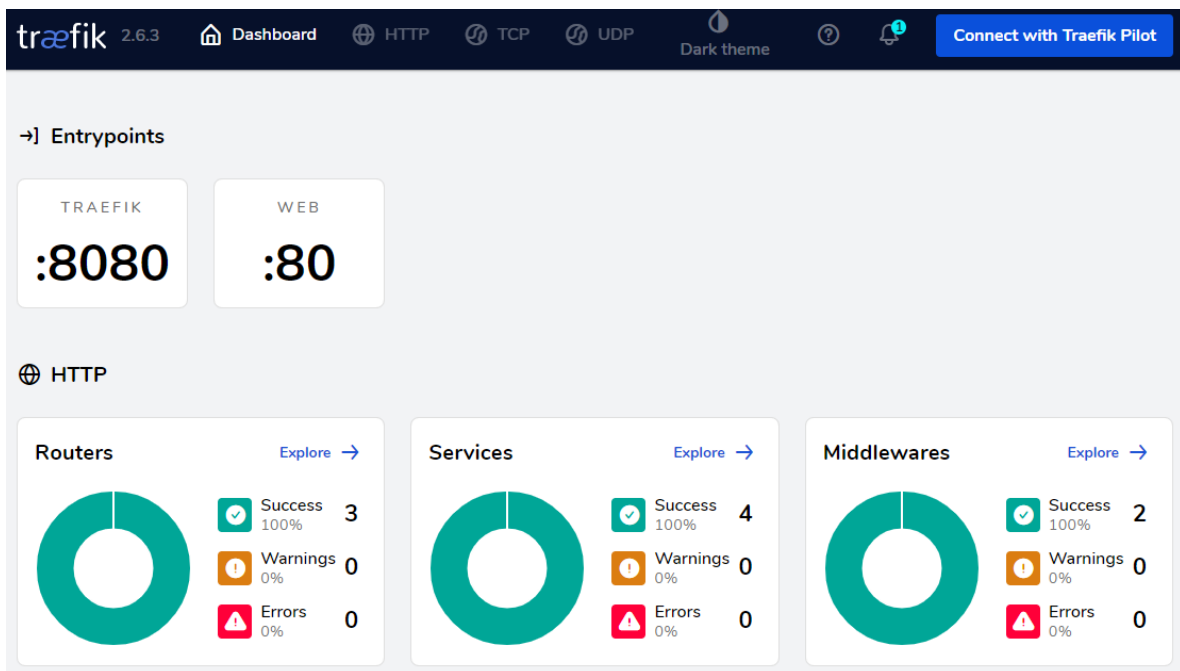 træfik 2.6.3 Dashboard HTTP TCP UDP Dark theme 1 Connect with Traefik Pilot
Entrypoints
TRAEFIK
:8080
WEB
:80
HTTP
Routers Explore
Success 3
100%
Warnings 0
0%
Errors 0
0%
Services Explore
Success 4
100%
Warnings 0
0%
Errors 0
0%
Middlewares Explore
Success 2
100%
Warnings 0
0%
Errors 0
0%